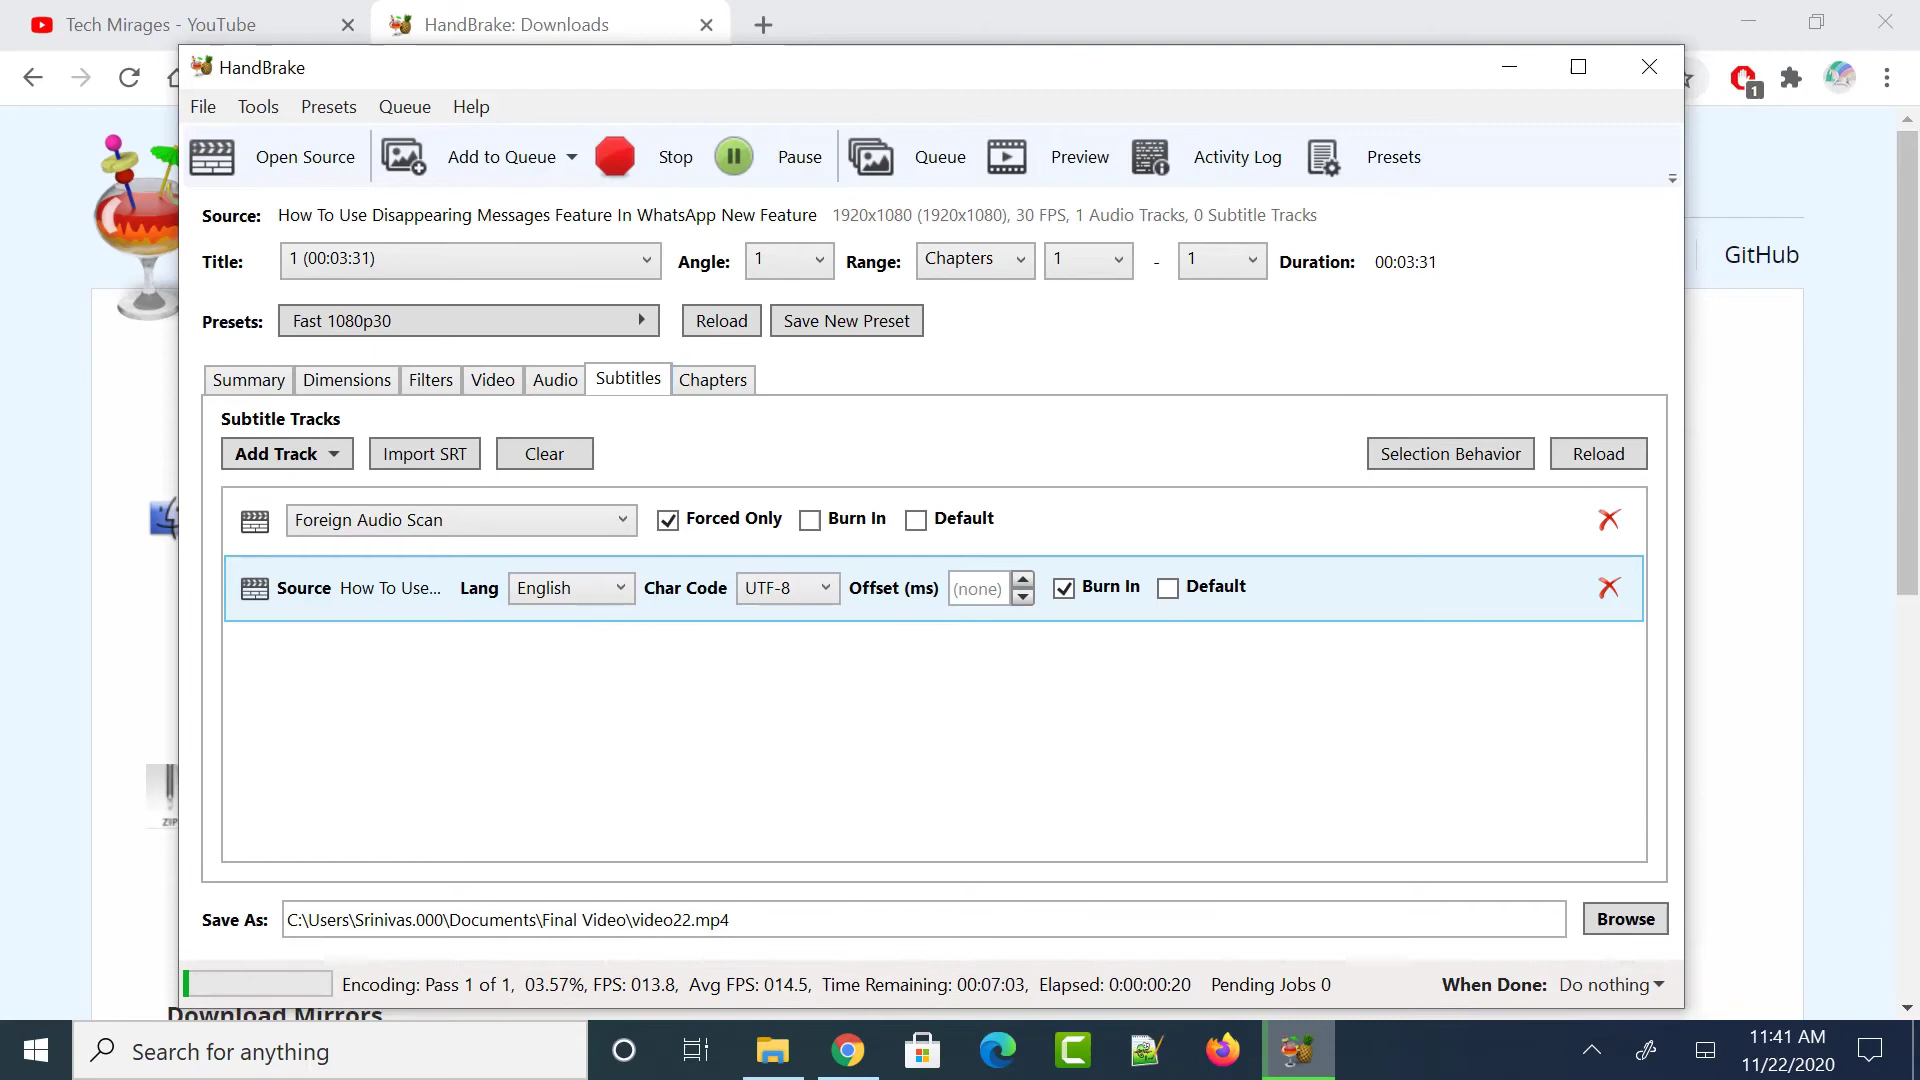 Tech Mirages - YouTube
HandBrake: Downloads
HandBrake
1
File Tools Presets Queue Help
Open Source Add to Queue Stop Pause Queue Preview Activity Log Presets
Source: How To Use Disappearing Messages Feature In WhatsApp New Feature 1920x1080 (1920x1080), 30 FPS, 1 Audio Tracks, 0 Subtitle Tracks
Title: 1 (00:03:31) Angle: 1 Range: Chapters 1 - 1 Duration: 00:03:31
GitHub
Presets: Fast 1080p30 Reload Save New Preset
Summary Dimensions Filters Video Audio Subtitles Chapters
Subtitle Tracks
Add Track Import SRT Clear Selection Behavior Reload
Foreign Audio Scan Forced Only Burn In Default
Source How To Use... Lang English Char Code UTF-8 Offset (ms) (none) Burn In Default
ZIP
Save As: C:\Users\Srinivas.000\Documents\Final Video\video22.mp4 Browse
Encoding: Pass 1 of 1, 03.57%, FPS: 013.8, Avg FPS: 014.5, Time Remaining: 00:07:03, Elapsed: 0:00:00:20 Pending Jobs 0 When Done: Do nothing
Download Mirrors
Search for anything
11:41 AM
11/22/2020